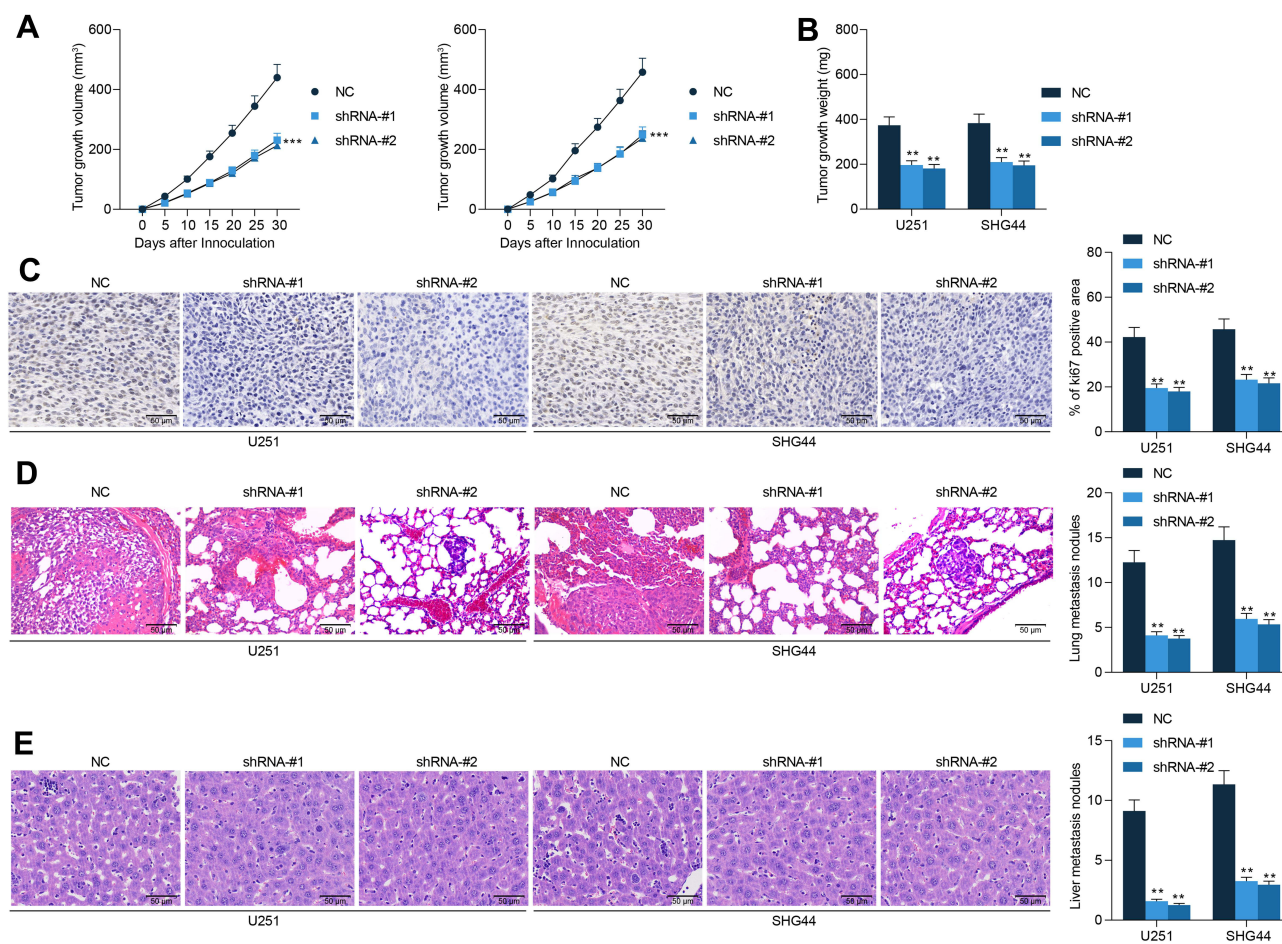 A
Tumor growth volume (mm³)
600
400
200
0
0 5 10 15 20 25 30
Days after Innoculation
NC
shRNA-#1
shRNA-#2
***
Tumor growth volume (mm³)
600
400
200
0
0 5 10 15 20 25 30
Days after Innoculation
NC
shRNA-#1
shRNA-#2
***
B
Tumor growth weight (mg)
800
600
400
200
0
** ** ** **
U251 SHG44
NC
shRNA-#1
shRNA-#2
C
NC shRNA-#1 shRNA-#2 NC shRNA-#1 shRNA-#2
50 µm 50 µm 50 µm 50 µm 50 µm 50 µm
U251 SHG44
% of ki67 positive area
80
60
40
20
0
NC
shRNA-#1
shRNA-#2
** ** ** **
U251 SHG44
D
NC shRNA-#1 shRNA-#2 NC shRNA-#1 shRNA-#2
50 µm 50 µm 50 µm 50 µm 50 µm 50 µm
U251 SHG44
Lung metastasis nodules
20
15
10
5
0
NC
shRNA-#1
shRNA-#2
** ** ** **
U251 SHG44
E
NC shRNA-#1 shRNA-#2 NC shRNA-#1 shRNA-#2
50 µm 50 µm 50 µm 50 µm 50 µm 50 µm
U251 SHG44
Liver metastasis nodules
15
10
5
0
NC
shRNA-#1
shRNA-#2
** ** ** **
U251 SHG44